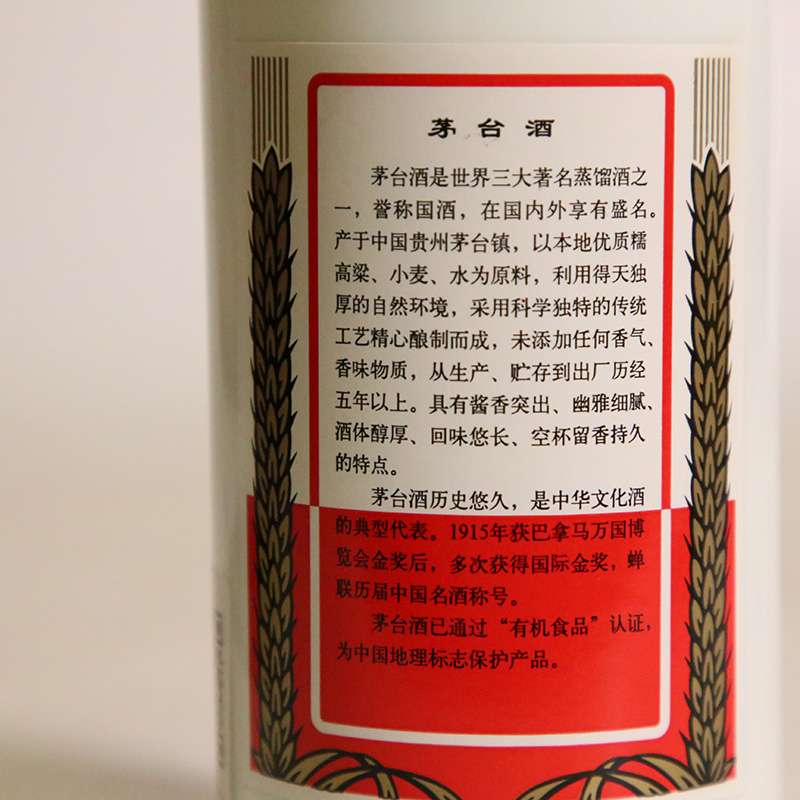 茅台酒
茅台酒是世界三大著名蒸馏酒之
一，誉称国酒，在国内外享有盛名。
产于中国贵州茅台镇，以本地优质糯
高粱、小麦、水为原料，利用得天独
厚的自然环境，采用科学独特的传统
工艺精心酿制而成，未添加任何香气、
香味物质，从生产、贮存到出厂历经
五年以上。具有酱香突出、幽雅细腻、
酒体醇厚、回味悠长、空杯留香持久
的特点。
茅台酒历史悠久，是中华文化酒
的典型代表。1915年获巴拿马万国博
览会金奖后，多次获得国际金奖，蝉
联历届中国名酒称号。
茅台酒已通过“有机食品”认证，
为中国地理标志保护产品。